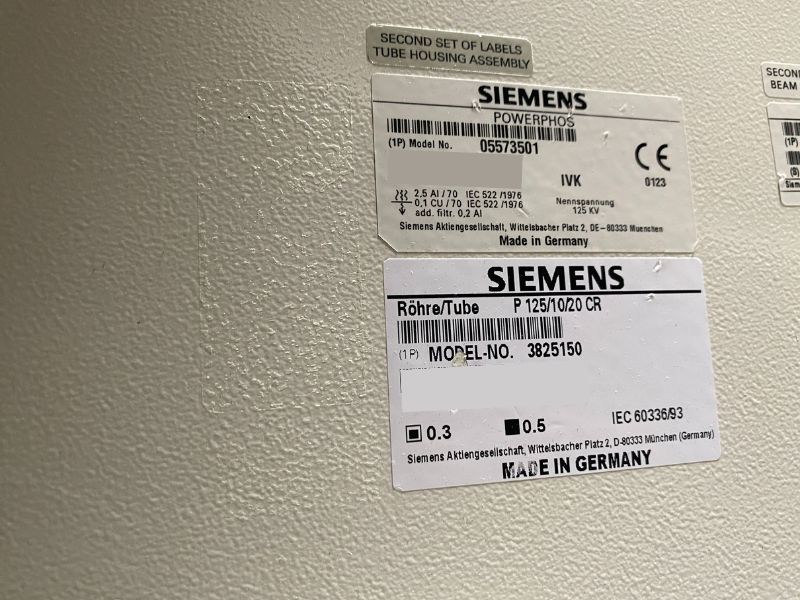 SECOND SET OF LABELS
TUBE HOUSING ASSEMBLY
SIEMENS
POWERPHOS
(1P) Model No. 05573501
IVK
0123
2,5 Al / 70 IEC 522 /1976
0,1 CU / 70 IEC 522 /1976
add. filtr. 0,2 Al
Nennspannung
125 KV
Siemens Aktiengesellschaft, Wittelsbacher Platz 2, DE-80333 Muenchen
Made in Germany
SIEMENS
Röhre/Tube P 125/10/20 CR
(1P) MODEL-NO. 3825150
0.3 0.5 IEC 60336/93
Siemens Aktiengesellschaft, Wittelsbacher Platz 2, D-80333 München (Germany)
MADE IN GERMANY
BEAM
(1P)
(S)